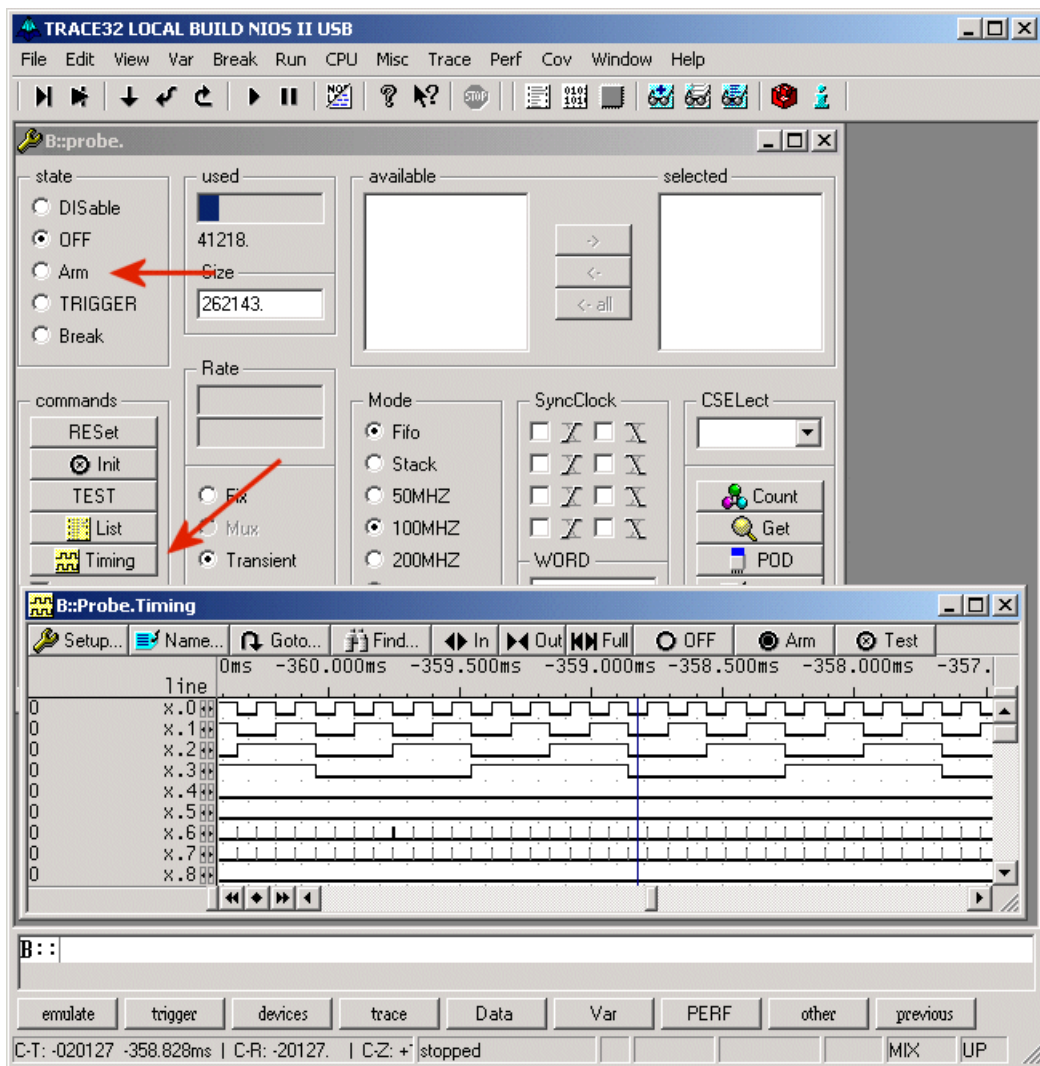 TRACE32 LOCAL BUILD NIOS II USB
File Edit View Var Break Run CPU Misc Trace Perf Cov Window Help
B::probe.
state used available selected
DISable
OFF 41218. ->
Arm Size <-
TRIGGER 262143. <- all
Break
Rate
commands Mode SyncClock CSELect
RESet Fifo
Init Stack
TEST Fix 50MHZ Count
List Mux 100MHZ Get
Timing Transient 200MHZ WORD POD
B::Probe.Timing
Setup... Name... Goto... Find... In Out Full OFF Arm Test
0ms -360.000ms -359.500ms -359.000ms -358.500ms -358.000ms -357.
line
0 x.0
0 x.1
0 x.2
0 x.3
0 x.4
0 x.5
0 x.6
0 x.7
0 x.8
B::
emulate trigger devices trace Data Var PERF other previous
C-T: -020127 -358.828ms C-R: -20127. C-Z: stopped MIX UP